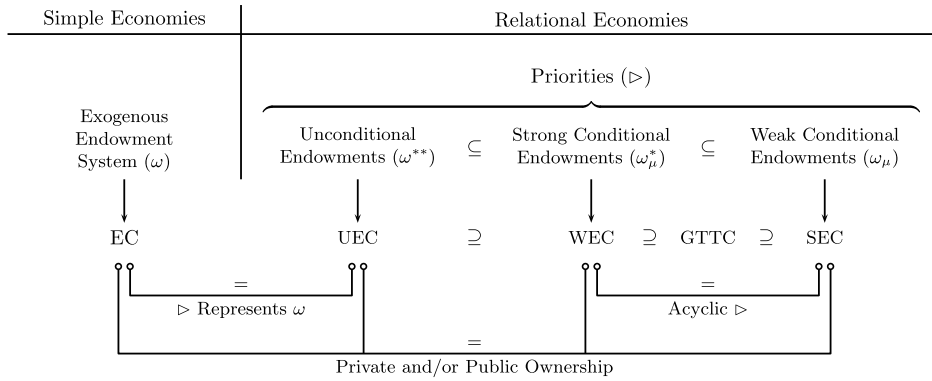 Simple Economies
Relational Economies
Priorities (▷)
Exogenous
Endowment
System (ω)
Unconditional
Endowments (ω**)
⊆
Strong Conditional
Endowments (ω*μ)
⊆
Weak Conditional
Endowments (ωμ)
EC
UEC
⊇
WEC
⊇
GTTC
⊇
SEC
=
▷ Represents ω
=
Acyclic ▷
=
Private and/or Public Ownership